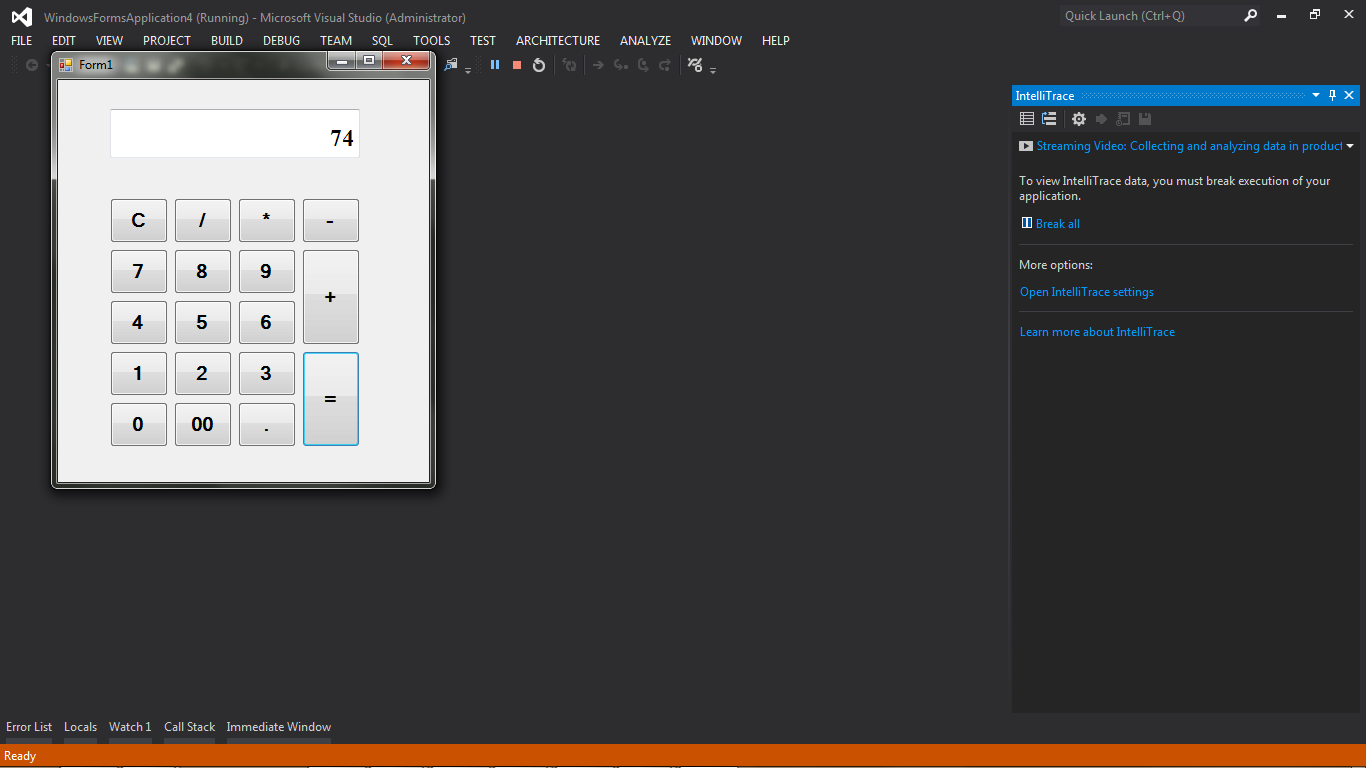 WindowsFormsApplication4 (Running) - Microsoft Visual Studio (Administrator)
Quick Launch (Ctrl+Q)
FILE EDIT VIEW PROJECT BUILD DEBUG TEAM SQL TOOLS TEST ARCHITECTURE ANALYZE WINDOW HELP
Form1
74
C / * -
7 8 9
+
4 5 6
1 2 3
=
0 00 .
IntelliTrace
Streaming Video: Collecting and analyzing data in product
To view IntelliTrace data, you must break execution of your
application.
Break all
More options:
Open IntelliTrace settings
Learn more about IntelliTrace
Error List Locals Watch 1 Call Stack Immediate Window
Ready